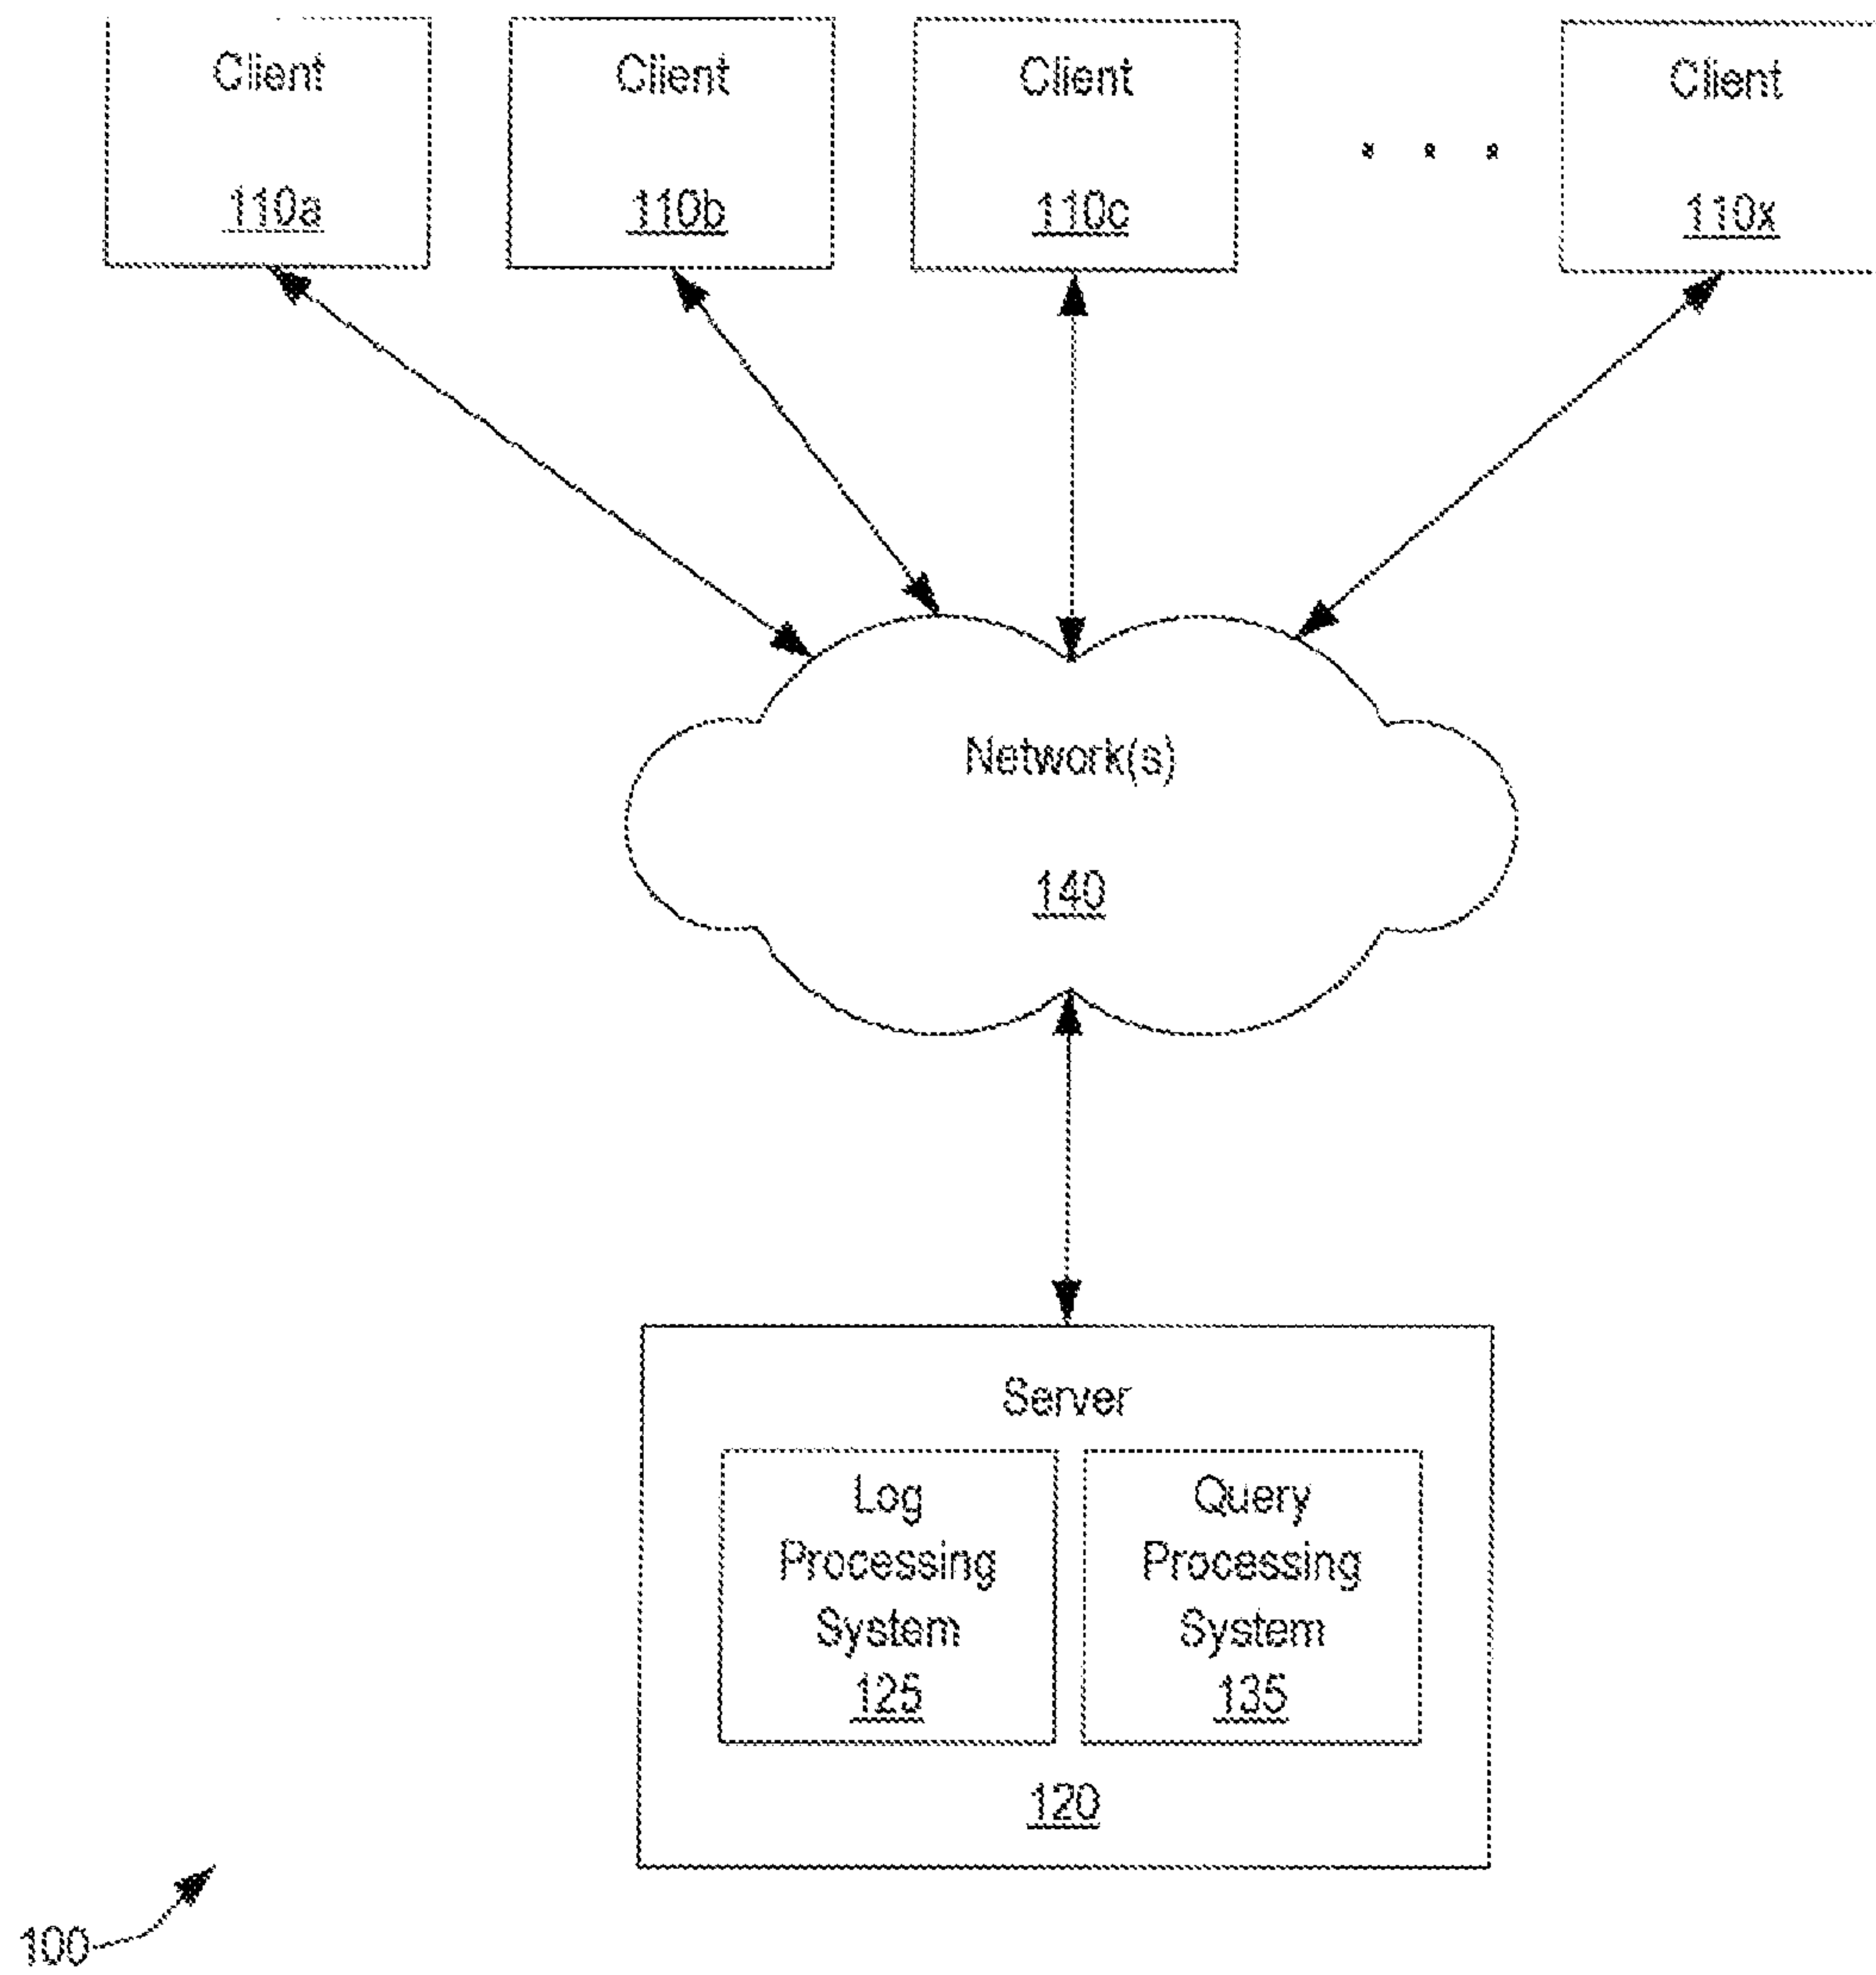 Client
110a
Client
110b
Client
110c
. . .
Client
110x
Network(s)
140
Server
Log
Processing
System
125
Query
Processing
System
135
120
100